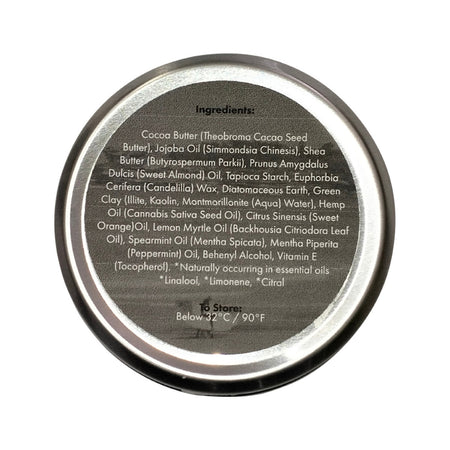 Ingredients:
Cocoa Butter (Theobroma Cacao Seed
Butter), Jojoba Oil (Simmondsia Chinesis), Shea
Butter (Butyrospermum Parkii), Prunus Amygdalus
Dulcis (Sweet Almond) Oil, Tapioca Starch, Euphorbia
Cerifera (Candelilla) Wax, Diatomaceous Earth, Green
Clay (Illite, Kaolin, Montmorillonite (Aqua) Water), Hemp
Oil (Cannabis Sativa Seed Oil), Citrus Sinensis (Sweet
Orange)Oil, Lemon Myrtle Oil (Backhousia Citriodora Leaf
Oil), Spearmint Oil (Mentha Spicata), Mentha Piperita
(Peppermint) Oil, Behenyl Alcohol, Vitamin E
(Tocopherol). *Naturally occurring in essential oils
*Linalool, *Limonene, *Citral
To Store:
Below 32°C / 90°F